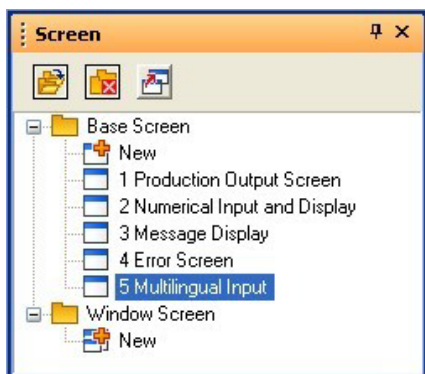 Screen
Base Screen
New
1 Production Output Screen
2 Numerical Input and Display
3 Message Display
4 Error Screen
5 Multilingual Input
Window Screen
New